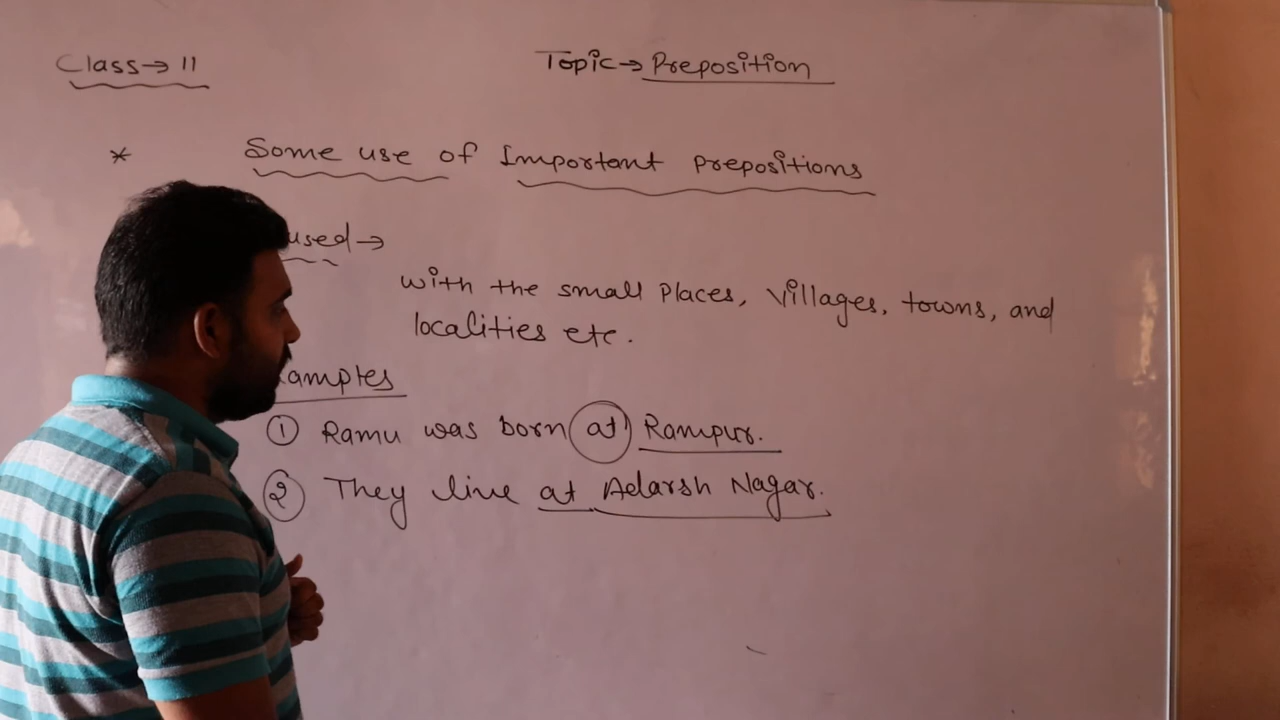 Class→ 11
Topic→ Preposition
* Some use of Important Prepositions
used →
with the small Places, villages, towns, and
localities etc.
amples
① Ramu was born at Rampur.
② They live at Adarsh Nagar.